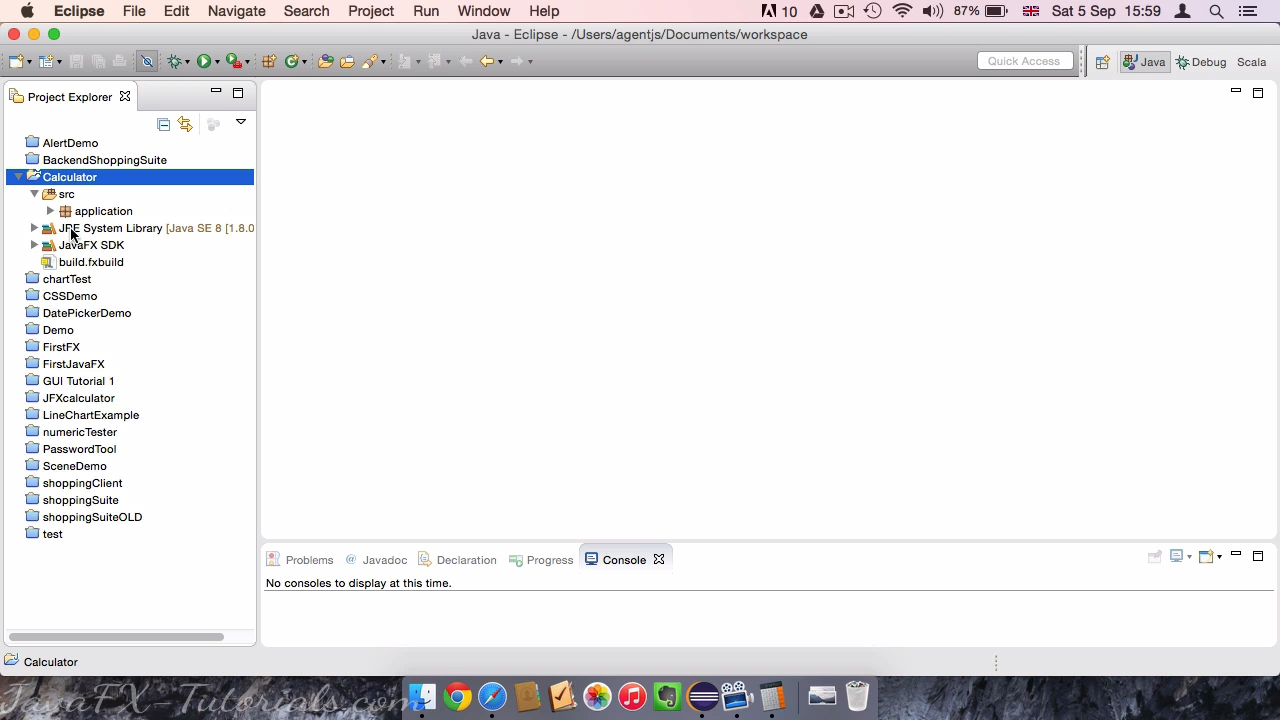 Eclipse File Edit Navigate Search Project Run Window Help 10 87% Sat 5 Sep 15:59
Java - Eclipse - /Users/agentjs/Documents/workspace
Quick Access Java Debug Scala
Project Explorer
AlertDemo
BackendShoppingSuite
Calculator
src
application
JRE System Library [Java SE 8 [1.8.0
JavaFX SDK
build.fxbuild
chartTest
CSSDemo
DatePickerDemo
Demo
FirstFX
FirstJavaFX
GUI Tutorial 1
JFXcalculator
LineChartExample
numericTester
PasswordTool
SceneDemo
shoppingClient
shoppingSuite
shoppingSuiteOLD
test
Problems @ Javadoc Declaration Progress Console
No consoles to display at this time.
Calculator
JavaFX-Tutorials.com